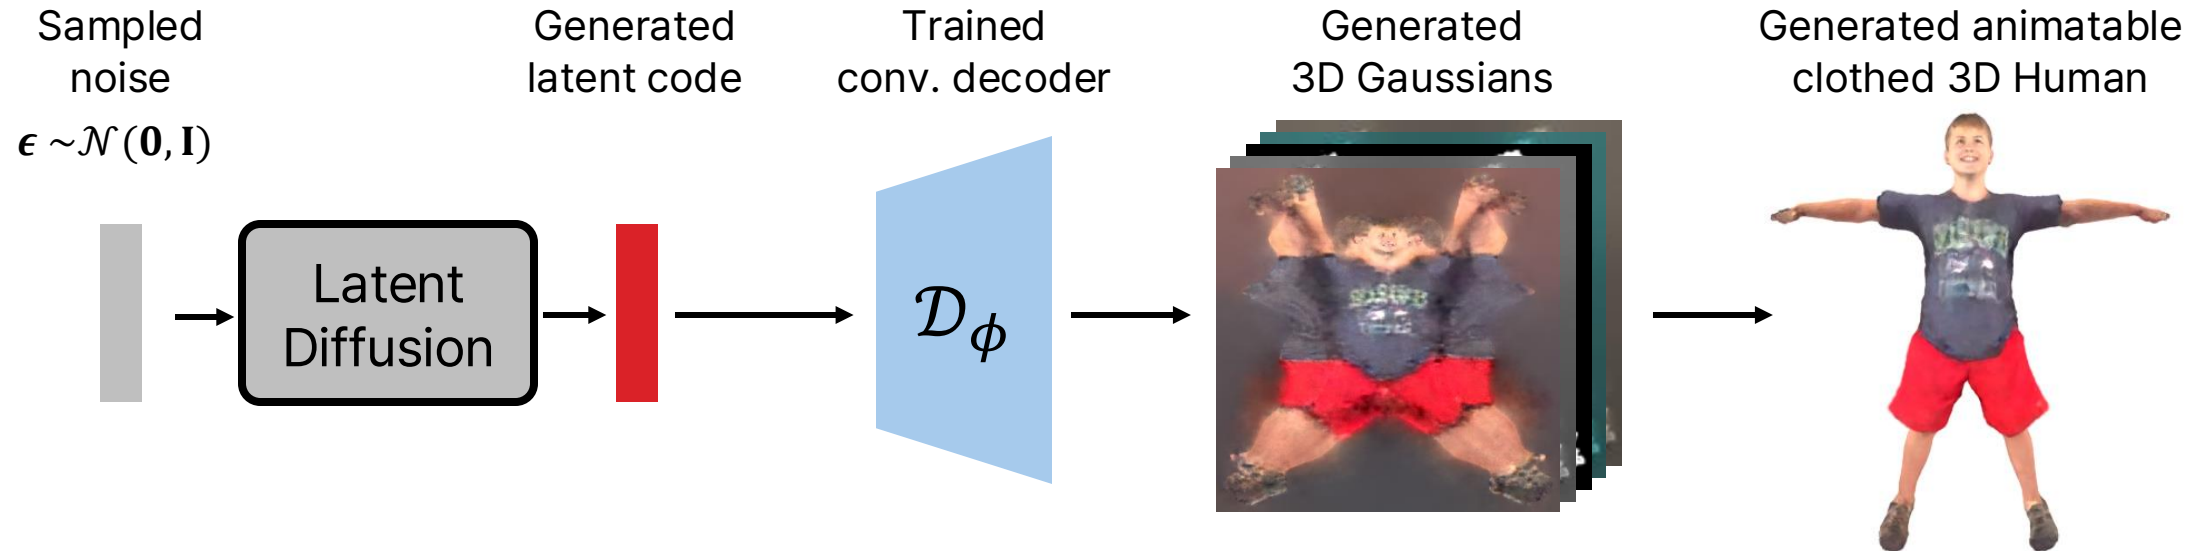 Sampled
noise
ϵ ~𝒩(𝟎, 𝐈)
Generated
latent code
Trained
conv. decoder
Generated
3D Gaussians
Generated animatable
clothed 3D Human
Latent
Diffusion
𝒟ϕ